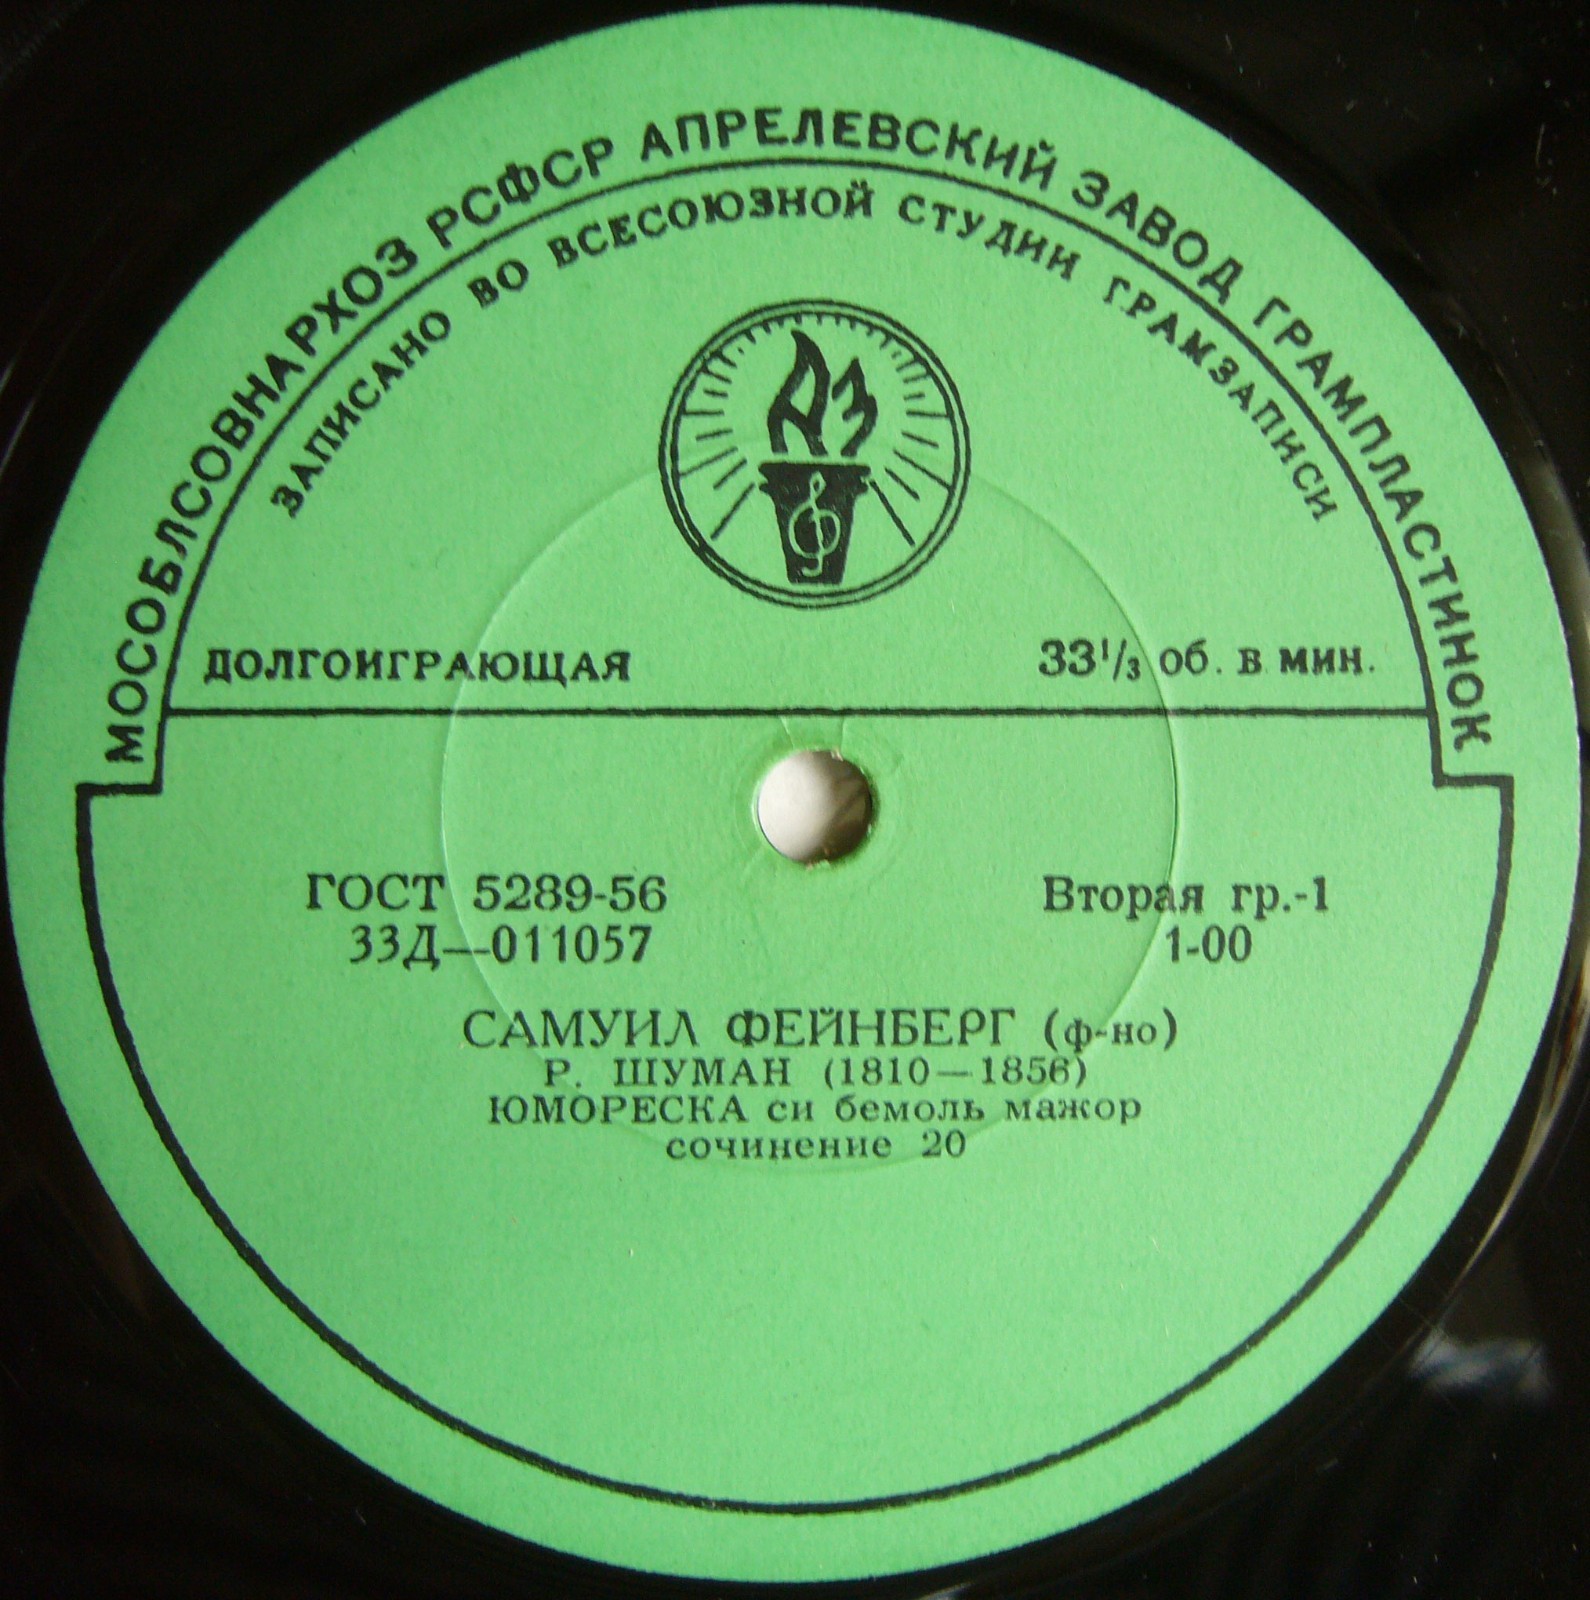 МОСОБЛСОВНАРХОЗ РСФСР АПРЕЛЕВСКИЙ ЗАВОД ГРАМПЛАСТИНОК
ЗАПИСАНО ВО ВСЕСОЮЗНОЙ СТУДИИ ГРАМЗАПИСИ
АЗ
ДОЛГОИГРАЮЩАЯ 33⅓ об. в мин.
ГОСТ 5289-56 Вторая гр.-1
33Д—011057 1-00
САМУИЛ ФЕЙНБЕРГ (ф-но)
Р. ШУМАН (1810—1856)
ЮМОРЕСКА си бемоль мажор
сочинение 20